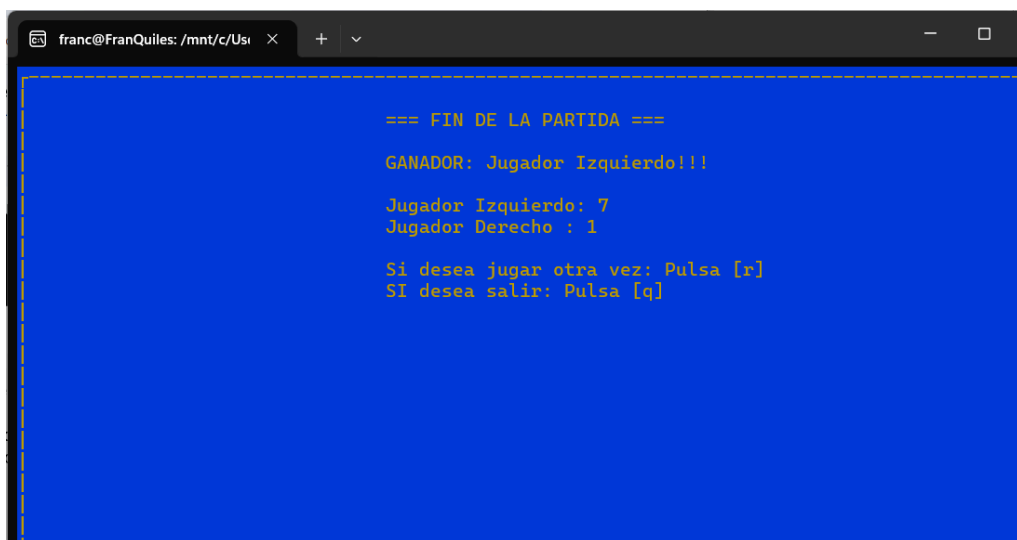 franc@FranQuiles: /mnt/c/Use
=== FIN DE LA PARTIDA ===
GANADOR: Jugador Izquierdo!!!
Jugador Izquierdo: 7
Jugador Derecho : 1
Si desea jugar otra vez: Pulsa [r]
SI desea salir: Pulsa [q]